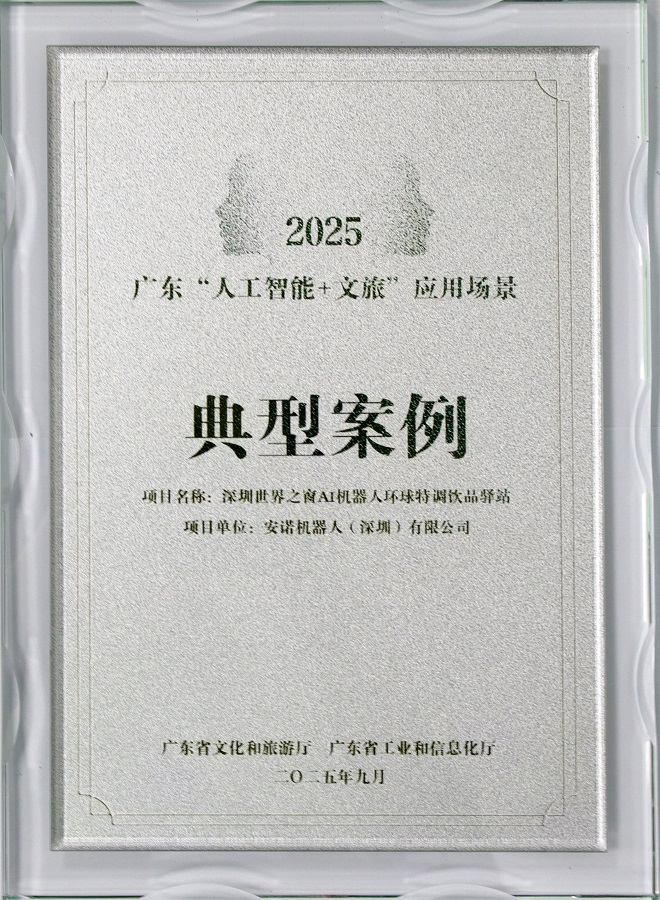 2025
广东“人工智能+文旅”应用场景
典型案例
项目名称：深圳世界之窗AI机器人环球特调饮品驿站
项目单位：安诺机器人（深圳）有限公司
广东省文化和旅游厅 广东省工业和信息化厅
二〇二五年九月